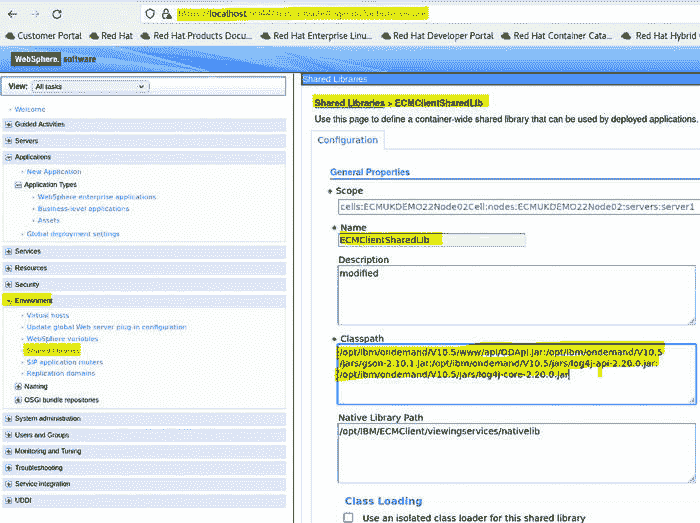 localhost
Customer Portal
Red Hat
Red Hat Products Docu...
Red Hat Enterprise Linu...
Red Hat Developer Portal
Red Hat Container Cata...
Red Hat Hybrid
WebSphere. software
View: All tasks
Welcome
Guided Activities
Servers
Applications
New Application
Application Types
WebSphere enterprise applications
Business-level applications
Assets
Global deployment settings
Services
Resources
Security
Environment
Virtual hosts
Update global Web server plug-in configuration
WebSphere variables
Shared libraries
SIP application routers
Replication domains
Naming
OSGi bundle repositories
System administration
Users and Groups
Monitoring and Tuning
Troubleshooting
Service integration
UDDI
Shared Libraries
Shared Libraries > ECMClientSharedLib
Use this page to define a container-wide shared library that can be used by deployed applications.
Configuration
General Properties
* Scope
cells:ECMUKDEMO22Node02Cell:nodes:ECMUKDEMO22Node02:servers:server1
* Name
ECMClientSharedLib
Description
modified
* Classpath
/opt/ibm/ondemand/V10.5/www/api/ODApi.jar:/opt/ibm/ondemand/V10.5
/jars/gson-2.10.1.jar:/opt/ibm/ondemand/V10.5/jars/log4j-api-2.20.0.jar:
/opt/ibm/ondemand/V10.5/jars/log4j-core-2.20.0.jar
Native Library Path
/opt/IBM/ECMClient/viewingservices/nativelib
Class Loading
Use an isolated class loader for this shared library